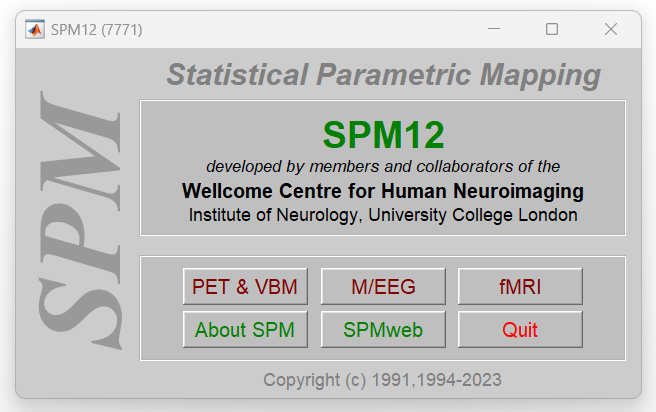 SPM12 (7771)
Statistical Parametric Mapping
SPM
SPM12
developed by members and collaborators of the
Wellcome Centre for Human Neuroimaging
Institute of Neurology, University College London
PET & VBM
M/EEG
fMRI
About SPM
SPMweb
Quit
Copyright (c) 1991,1994-2023